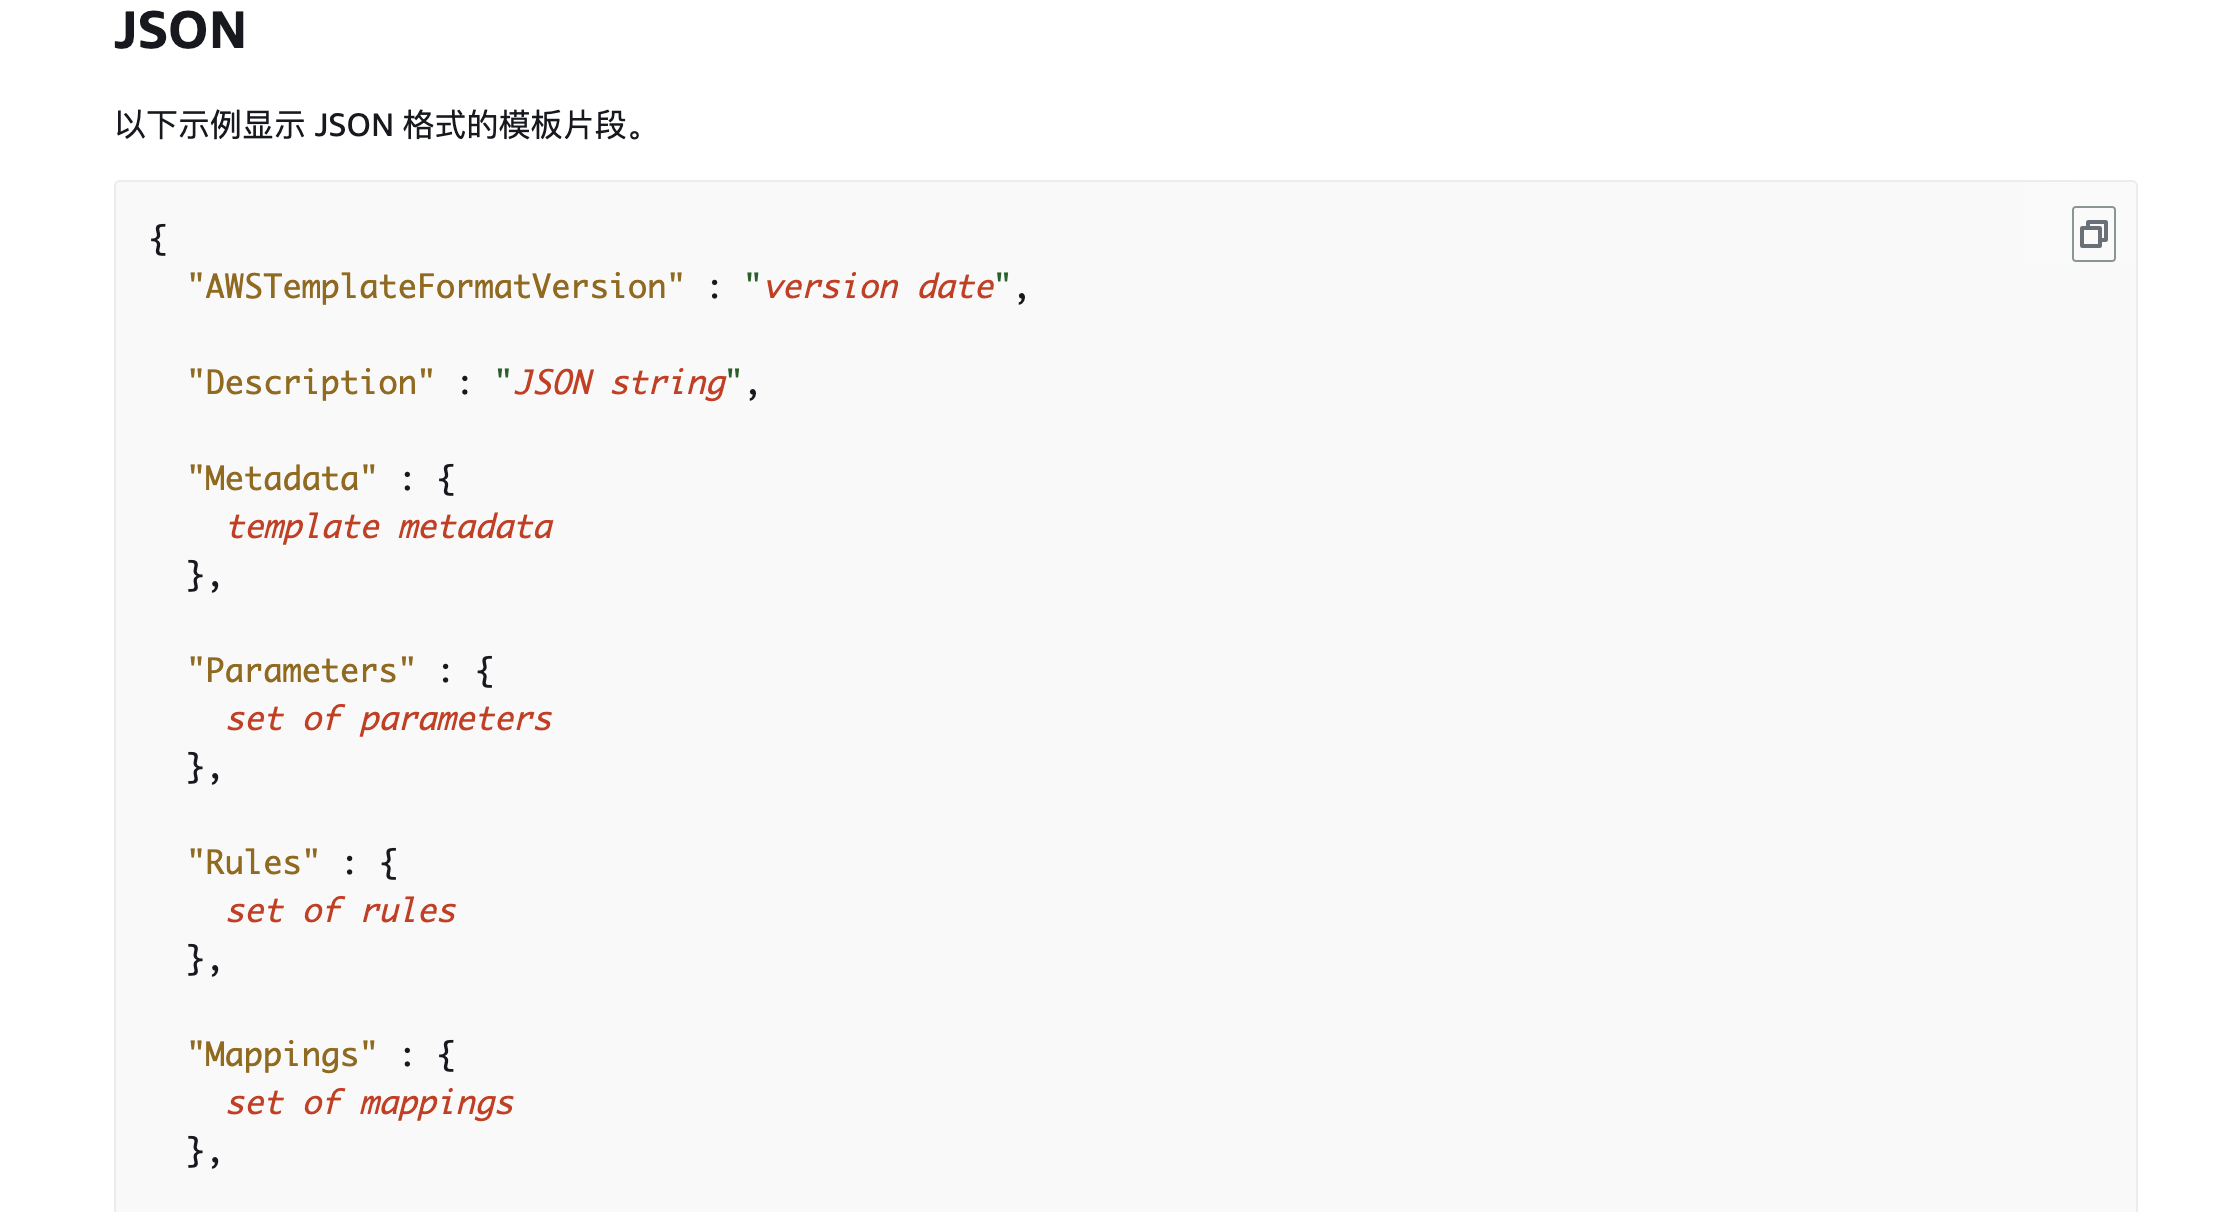 JSON
以下示例显示 JSON 格式的模板片段。
{
  "AWSTemplateFormatVersion" : "version date",
  "Description" : "JSON string",
  "Metadata" : {
    template metadata
  },
  "Parameters" : {
    set of parameters
  },
  "Rules" : {
    set of rules
  },
  "Mappings" : {
    set of mappings
  },